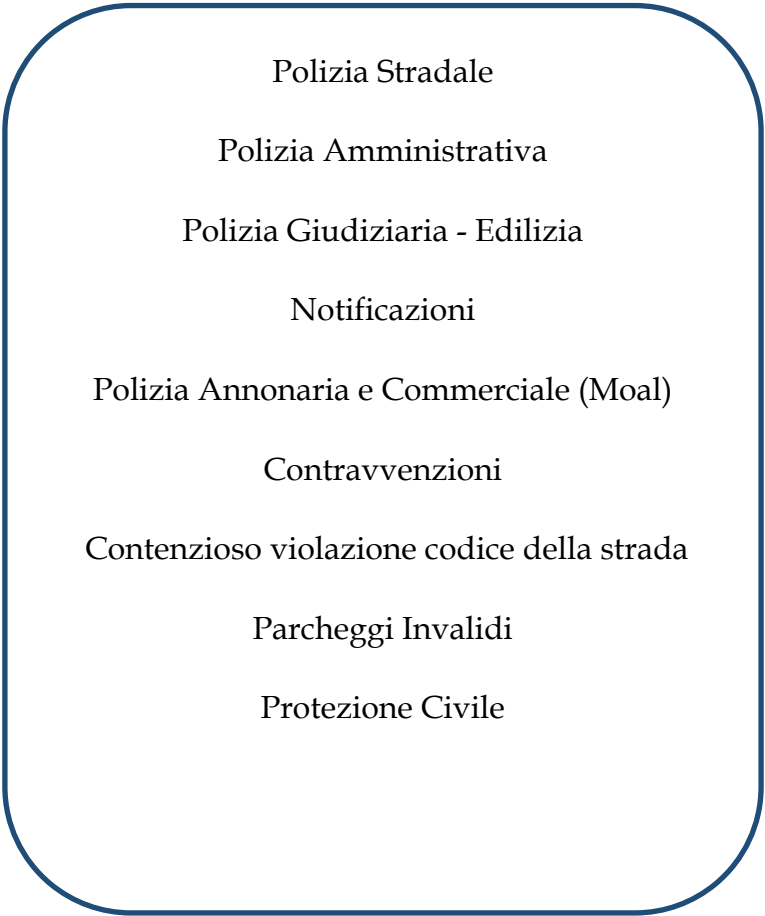 Polizia Stradale
Polizia Amministrativa
Polizia Giudiziaria - Edilizia
Notificazioni
Polizia Annonaria e Commerciale (Moal)
Contravvenzioni
Contenzioso violazione codice della strada
Parcheggi Invalidi
Protezione Civile